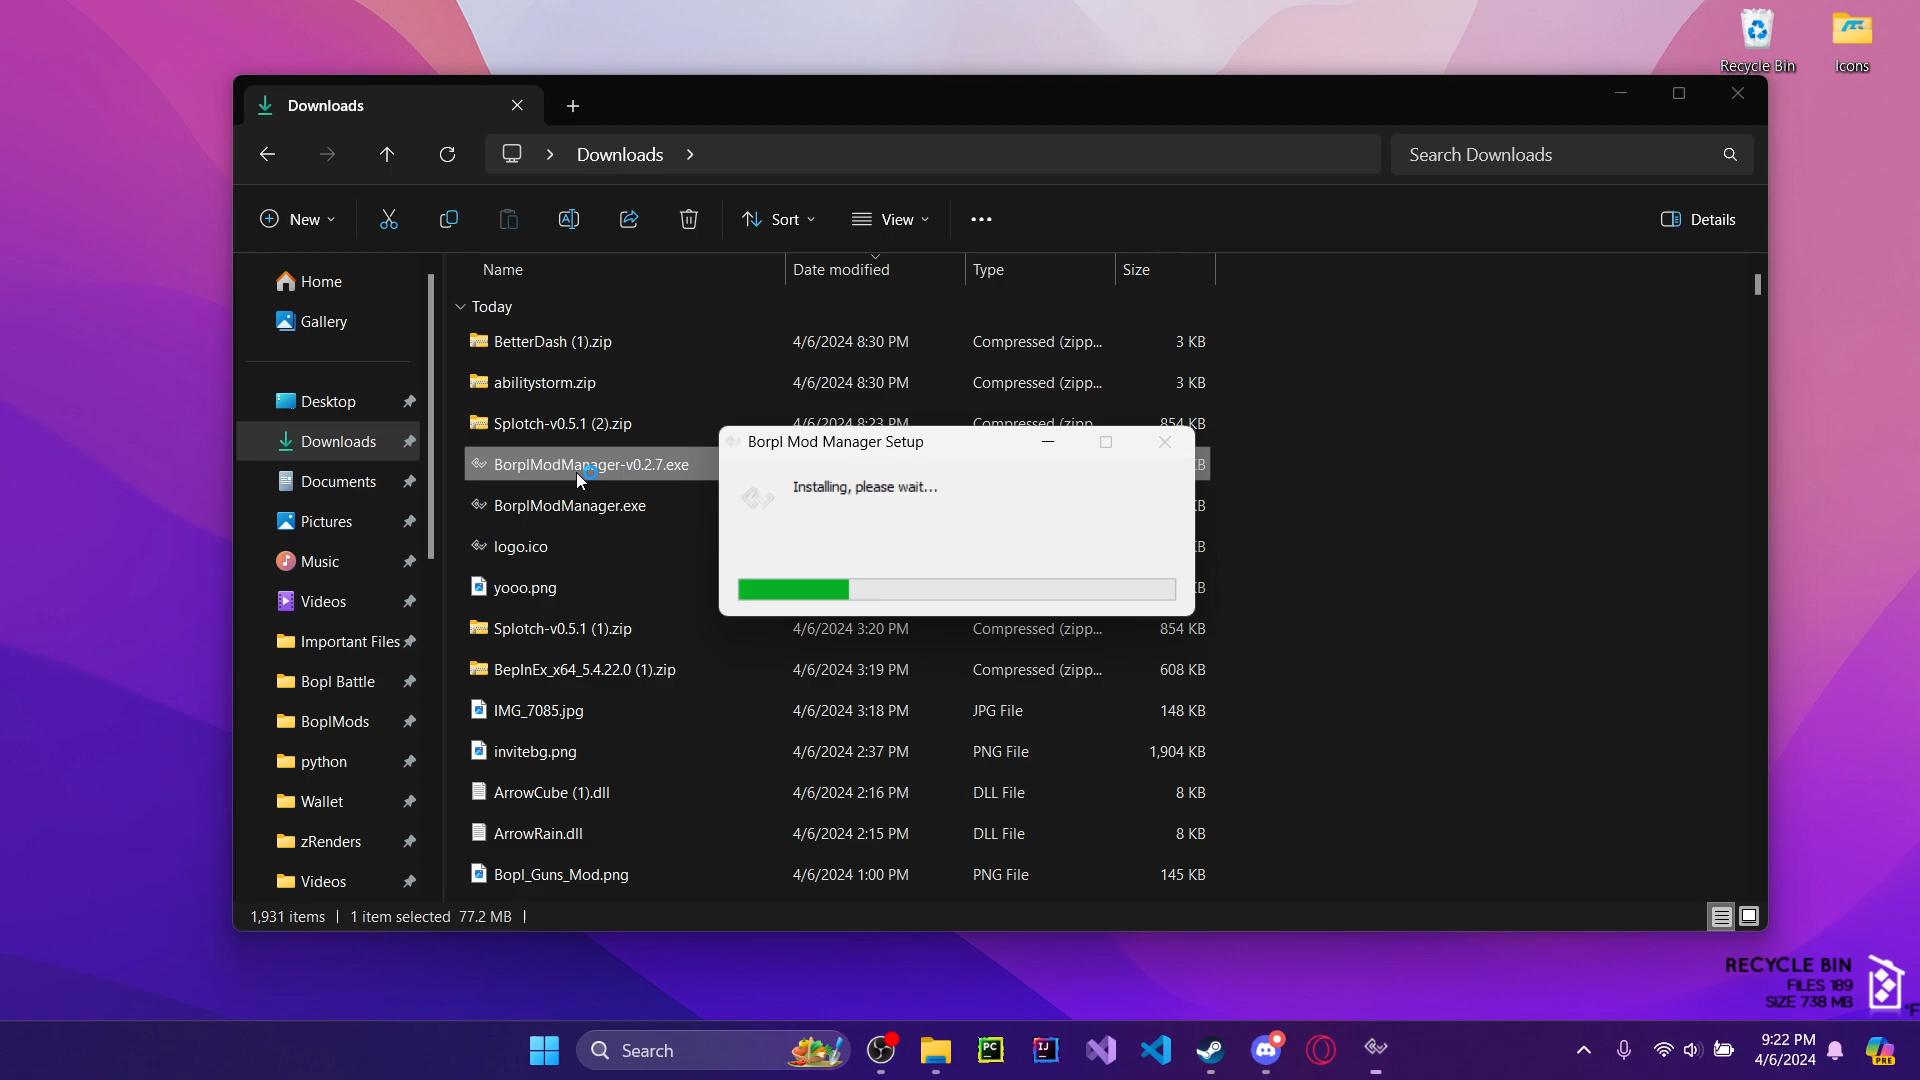 Recycle Bin
Icons
Downloads
Downloads
Search Downloads
New
Sort
View
Details
Home
Gallery
Desktop
Downloads
Documents
Pictures
Music
Videos
Important Files
Bopl Battle
BoplMods
python
Wallet
zRenders
Videos
Name Date modified Type Size
Today
BetterDash (1).zip 4/6/2024 8:30 PM Compressed (zipp... 3 KB
abilitystorm.zip 4/6/2024 8:30 PM Compressed (zipp... 3 KB
Splotch-v0.5.1 (2).zip 4/6/2024 8:23 PM Compressed (zipp... 854 KB
BorplModManager-v0.2.7.exe
BorplModManager.exe
logo.ico
yooo.png
Splotch-v0.5.1 (1).zip 4/6/2024 3:20 PM Compressed (zipp... 854 KB
BepInEx_x64_5.4.22.0 (1).zip 4/6/2024 3:19 PM Compressed (zipp... 608 KB
IMG_7085.jpg 4/6/2024 3:18 PM JPG File 148 KB
invitebg.png 4/6/2024 2:37 PM PNG File 1,904 KB
ArrowCube (1).dll 4/6/2024 2:16 PM DLL File 8 KB
ArrowRain.dll 4/6/2024 2:15 PM DLL File 8 KB
Bopl_Guns_Mod.png 4/6/2024 1:00 PM PNG File 145 KB
Borpl Mod Manager Setup
Installing, please wait...
1,931 items 1 item selected 77.2 MB
RECYCLE BIN
FILES 189
SIZE 738 MB
°F
Search
PC
IJ
9:22 PM
4/6/2024
PRE